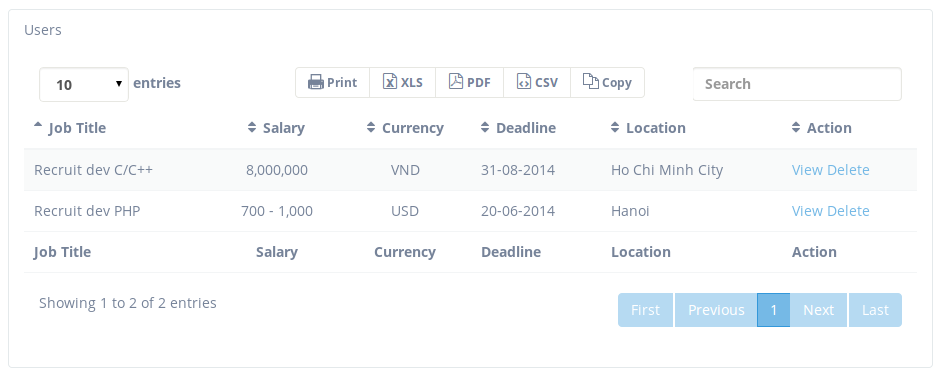 Users
10 entries Print XLS PDF CSV Copy Search
Job Title Salary Currency Deadline Location Action
Recruit dev C/C++ 8,000,000 VND 31-08-2014 Ho Chi Minh City View Delete
Recruit dev PHP 700 - 1,000 USD 20-06-2014 Hanoi View Delete
Job Title Salary Currency Deadline Location Action
Showing 1 to 2 of 2 entries First Previous 1 Next Last